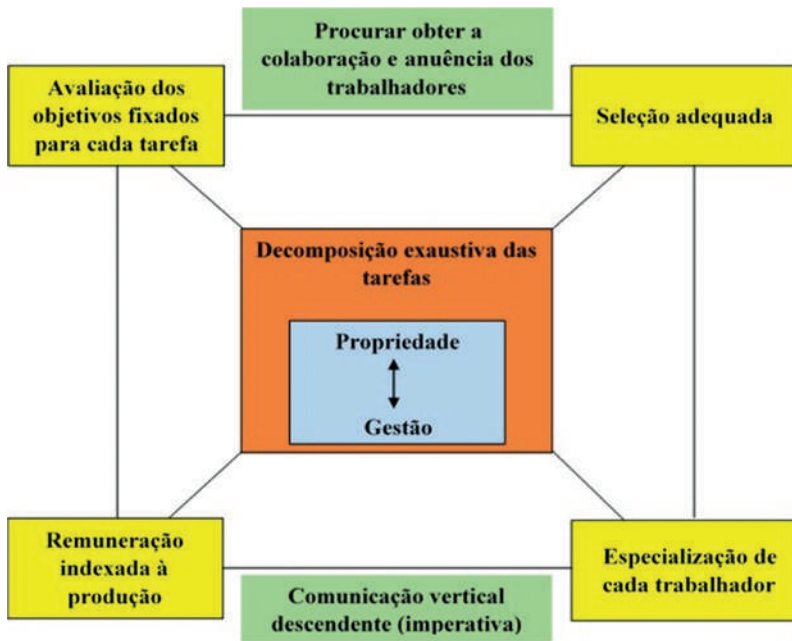 Procurar obter a
colaboração e anuência dos
trabalhadores
Avaliação dos
objetivos fixados
para cada tarefa
Seleção adequada
Decomposição exaustiva das
tarefas
Propriedade
Gestão
Remuneração
indexada à
produção
Especialização de
cada trabalhador
Comunicação vertical
descendente (imperativa)